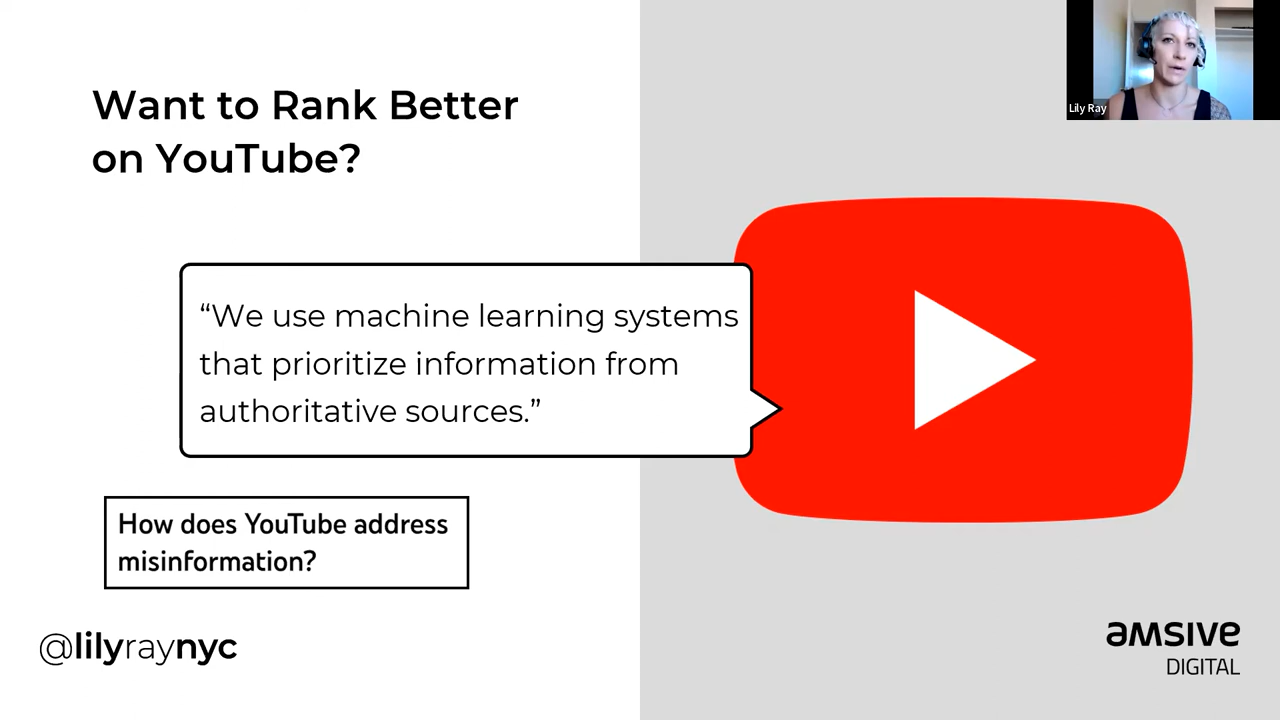 Want to Rank Better
on YouTube?
Lily Ray
“We use machine learning systems
that prioritize information from
authoritative sources.”
How does YouTube address
misinformation?
@lilyraynyc
amsive
DIGITAL